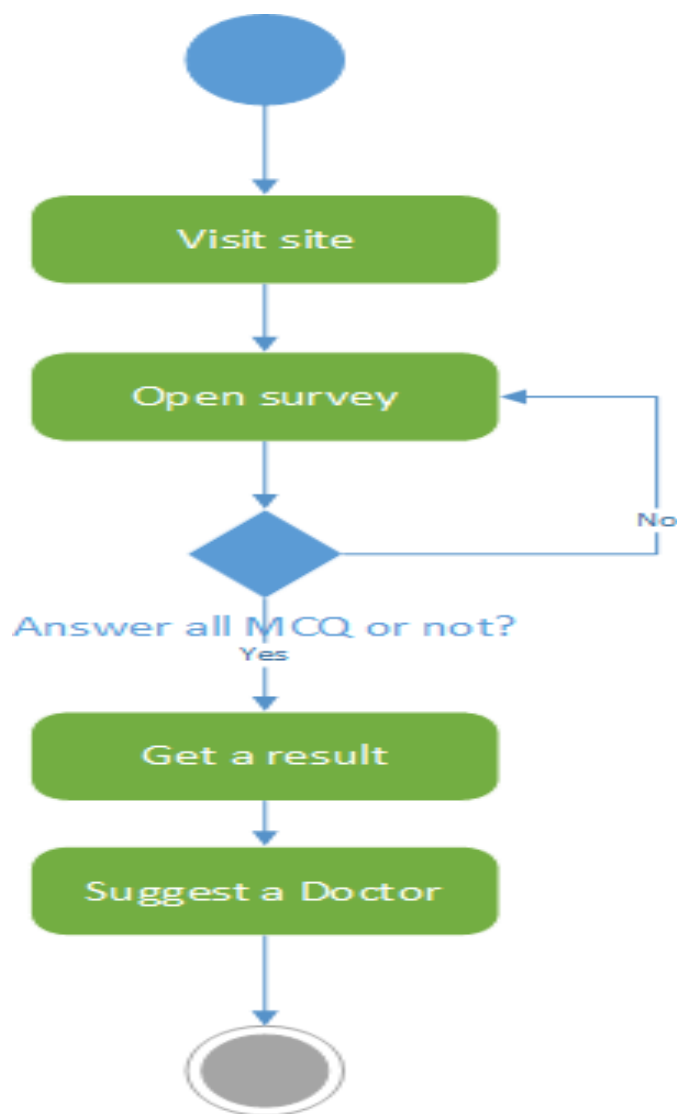 Visit site
Open survey
No
Answer all MCQ or not?
Yes
Get a result
Suggest a Doctor